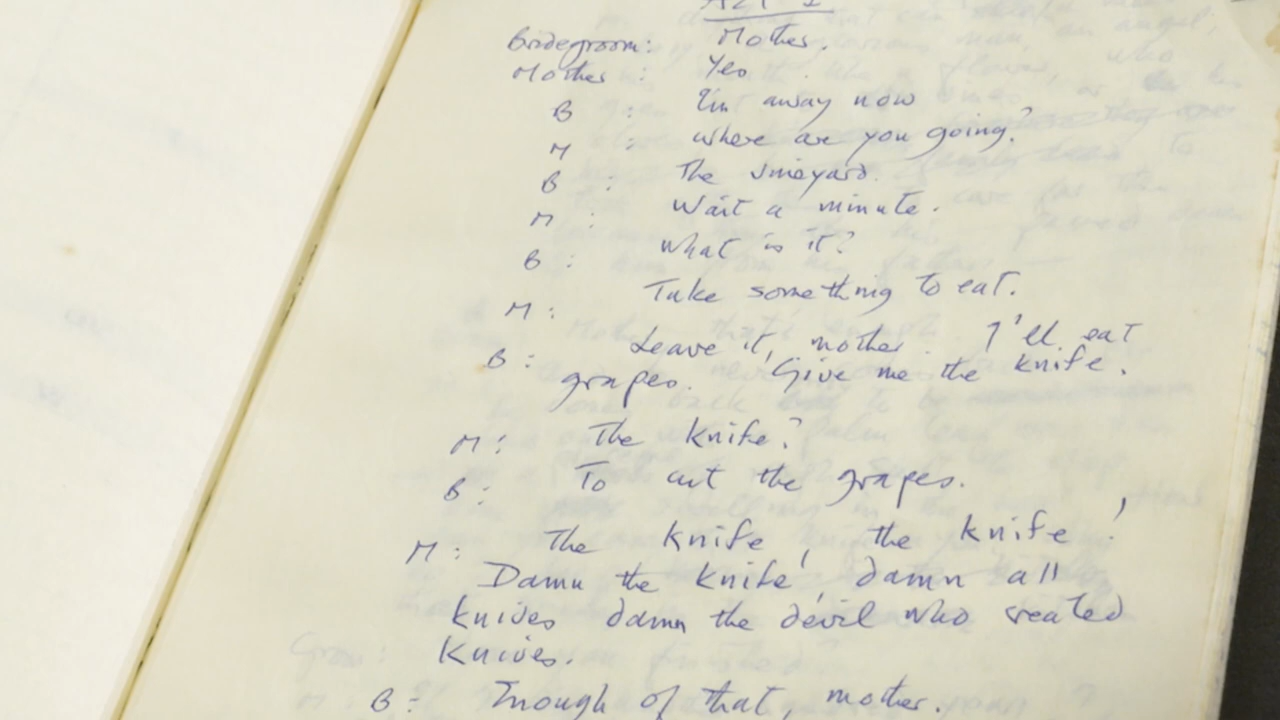 Act 1
Bridegroom: Mother.
Mother: Yes.
B: I'm away now
M: Where are you going?
B: The vineyard.
M: Wait a minute.
B: What is it?
M: Take something to eat.
B: Leave it, mother. I'll eat
grapes. Give me the knife.
M: The knife?
B: To cut the grapes.
M: The knife, the knife!
Damn the knife, damn all
knives damn the devil who created
knives.
B: Enough of that, mother.